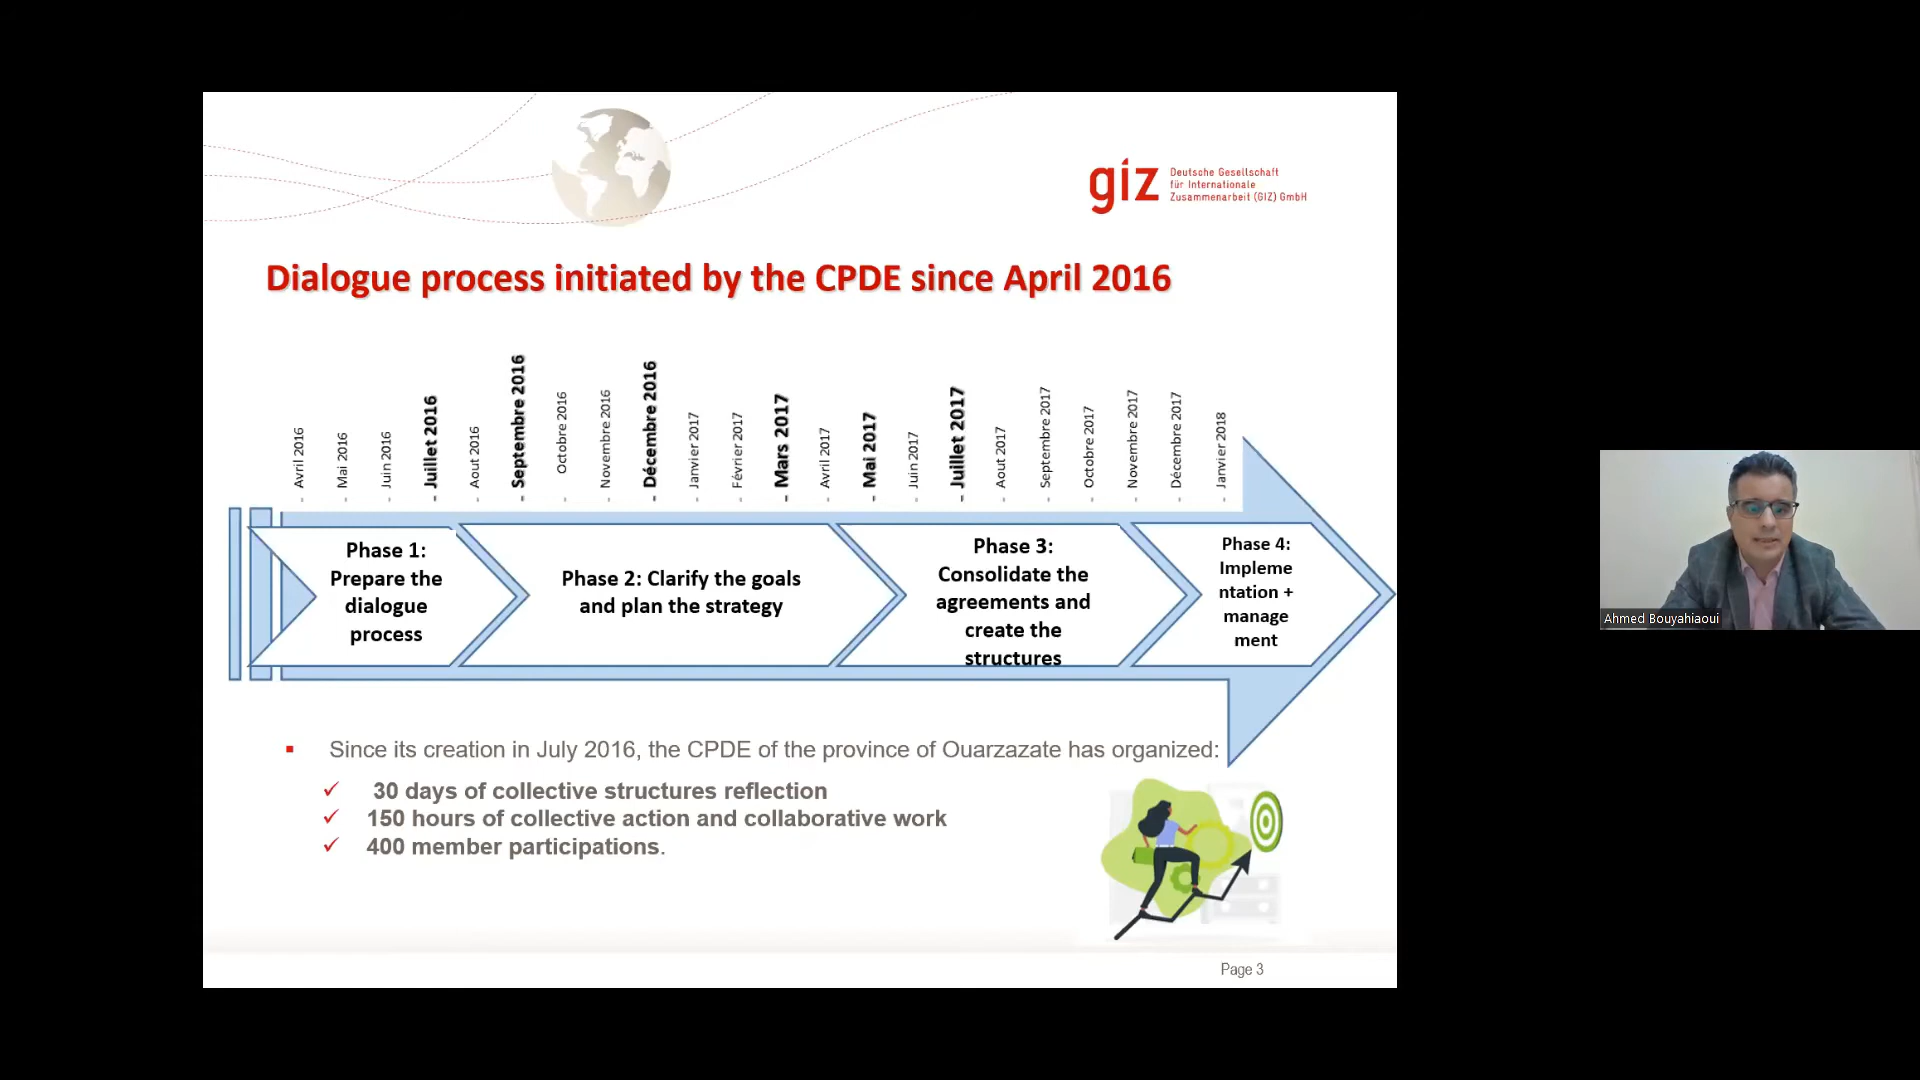 giz
Deutsche Gesellschaft
für Internationale
Zusammenarbeit (GIZ) GmbH
Dialogue process initiated by the CPDE since April 2016
- Avril 2016
- Mai 2016
- Juin 2016
- Juillet 2016
- Aout 2016
- Septembre 2016
- Octobre 2016
- Novembre 2016
- Décembre 2016
- Janvier 2017
- Février 2017
- Mars 2017
- Avril 2017
- Mai 2017
- Juin 2017
- Juillet 2017
- Aout 2017
- Septembre 2017
- Octobre 2017
- Novembre 2017
- Décembre 2017
- Janvier 2018
Phase 1:
Prepare the
dialogue
process
Phase 2: Clarify the goals
and plan the strategy
Phase 3:
Consolidate the
agreements and
create the
structures
Phase 4:
Impleme
ntation +
manage
ment
Since its creation in July 2016, the CPDE of the province of Ouarzazate has organized:
30 days of collective structures reflection
150 hours of collective action and collaborative work
400 member participations.
Page 3
Ahmed Bouyahiaoui